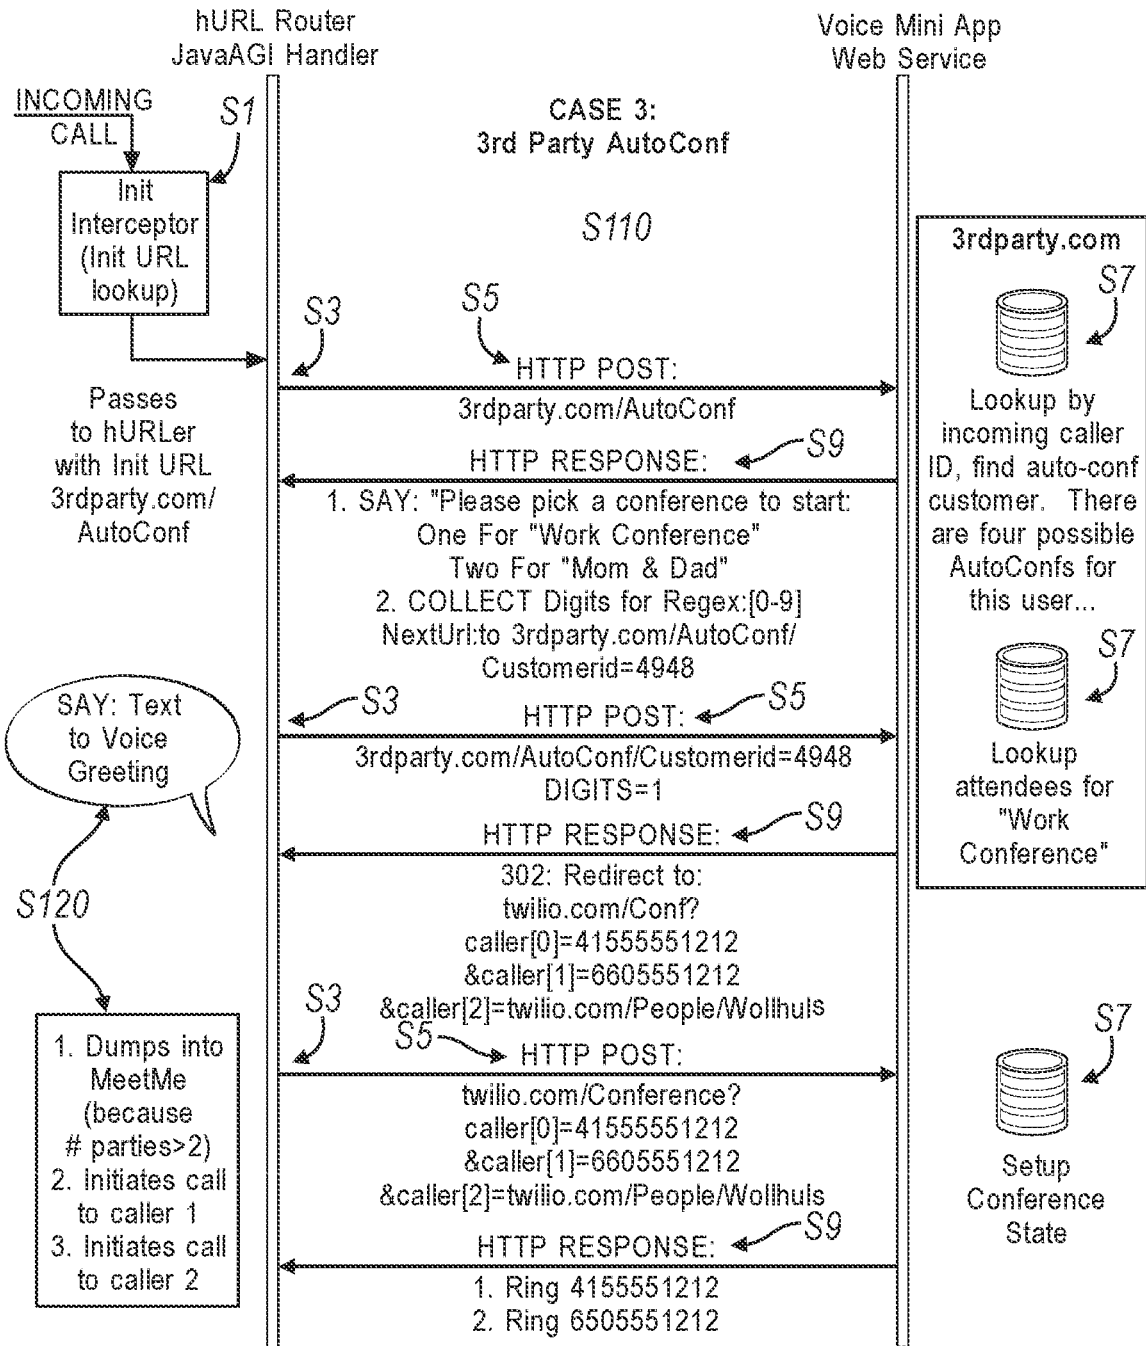 hURL Router
JavaAGI Handler
Voice Mini App
Web Service
INCOMING
CALL
S1
CASE 3:
3rd Party AutoConf
Init
Interceptor
(Init URL
lookup)
S110
3rdparty.com
S7
S3
S5
HTTP POST:
3rdparty.com/AutoConf
Passes
to hURLer
with Init URL
3rdparty.com/
AutoConf
Lookup by
incoming caller
ID, find auto-conf
customer. There
are four possible
AutoConfs for
this user...
HTTP RESPONSE:
S9
1. SAY: "Please pick a conference to start:
One For "Work Conference"
Two For "Mom & Dad"
2. COLLECT Digits for Regex:[0-9]
NextUrl:to 3rdparty.com/AutoConf/
Customerid=4948
S7
SAY: Text
to Voice
Greeting
S3
HTTP POST:
S5
3rdparty.com/AutoConf/Customerid=4948
DIGITS=1
Lookup
attendees for
"Work
Conference"
HTTP RESPONSE:
S9
S120
302: Redirect to:
twilio.com/Conf?
caller[0]=41555551212
&caller[1]=6605551212
&caller[2]=twilio.com/People/Wollhuls
S3
S5
HTTP POST:
S7
1. Dumps into
MeetMe
(because
# parties>2)
2. Initiates call
to caller 1
3. Initiates call
to caller 2
twilio.com/Conference?
caller[0]=41555551212
&caller[1]=6605551212
&caller[2]=twilio.com/People/Wollhuls
Setup
Conference
State
HTTP RESPONSE:
S9
1. Ring 4155551212
2. Ring 6505551212